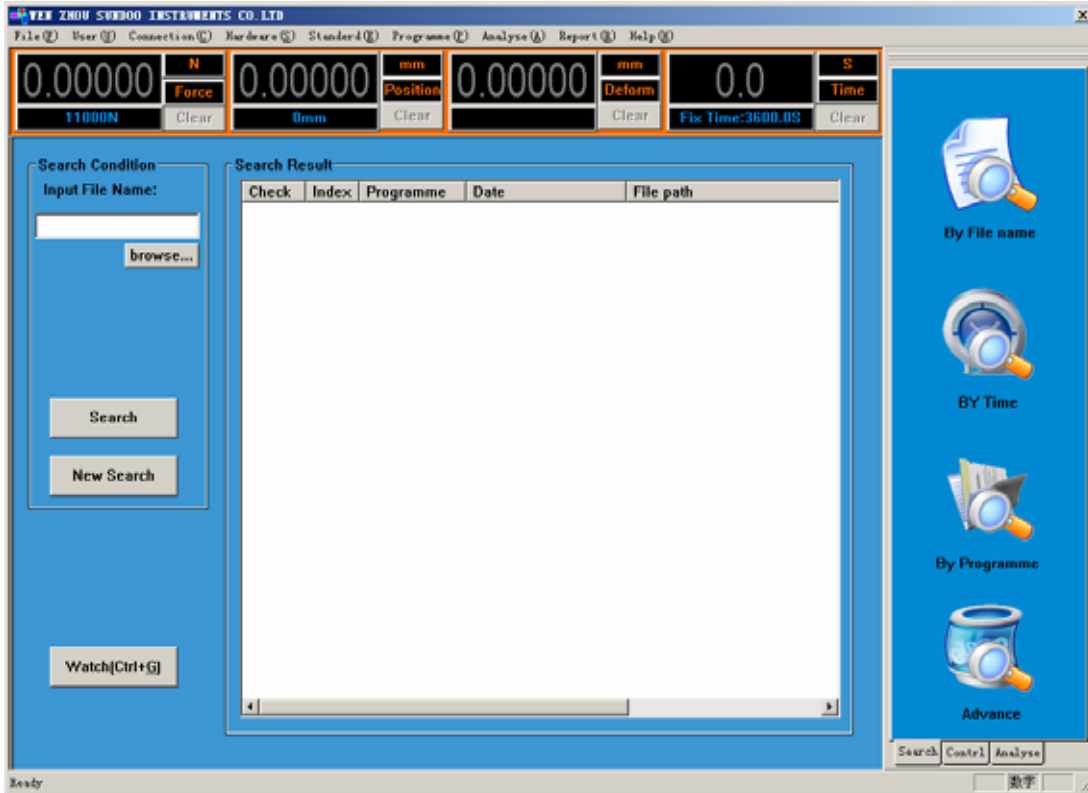 WEN ZHOU SUNDOO INSTRUMENTS CO.LTD
File(F) User(U) Connection(C) Hardware(S) Standerd(R) Programme(P) Analyse(A) Report(R) Help(H)
0.00000 N Force 11000N Clear
0.00000 mm Position 0mm Clear
0.00000 mm Deform Clear
0.0 S Time Fix Time:3600.0S Clear
Search Condition
Input File Name:
browse...
Search
New Search
Watch(Ctrl+G)
Search Result
Check Index Programme Date File path
By File name
BY Time
By Programme
Advance
Search Contrl Analyse
Ready 数字